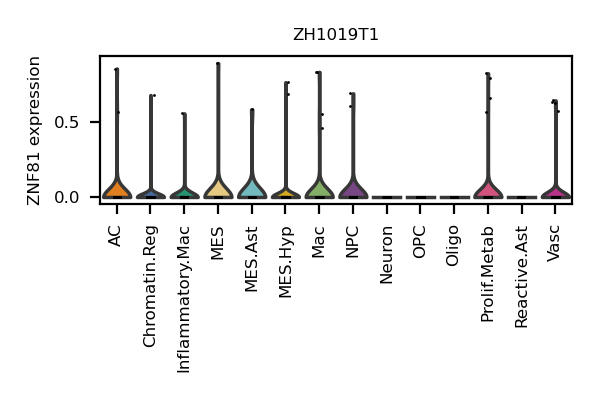 ZH1019T1
ZNF81 expression
0.5
0.0
AC
Chromatin.Reg
Inflammatory.Mac
MES
MES.Ast
MES.Hyp
Mac
NPC
Neuron
OPC
Oligo
Prolif.Metab
Reactive.Ast
Vasc